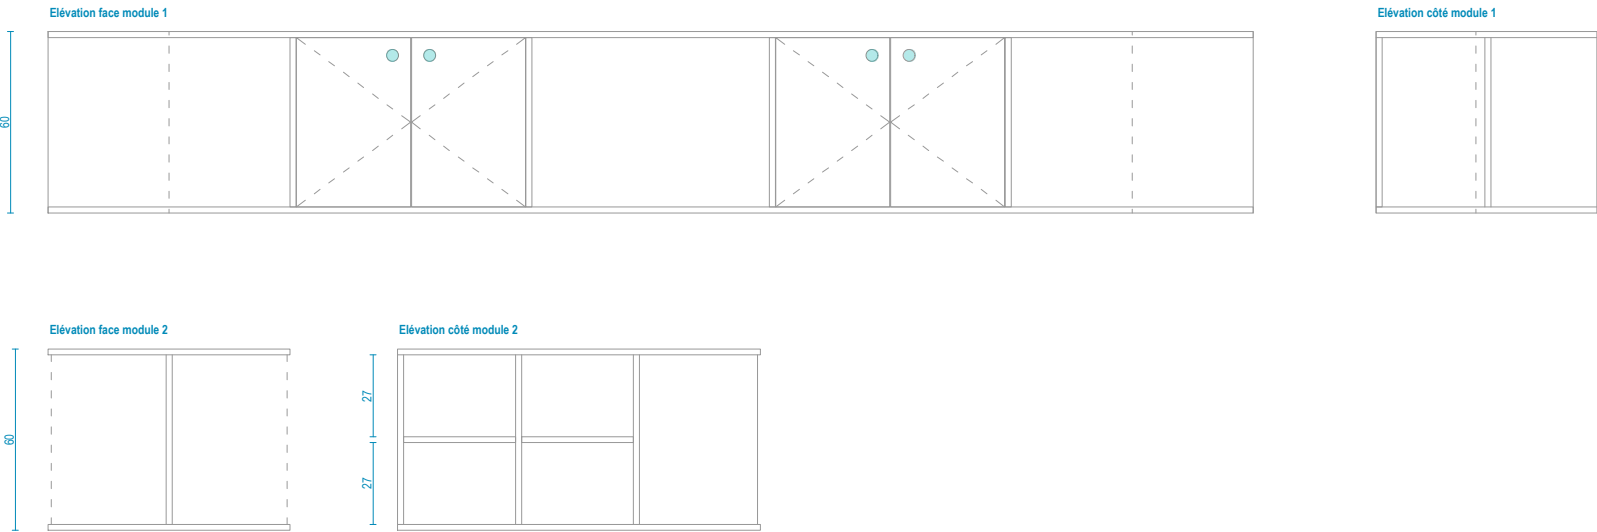 Elévation face module 1
Elévation côté module 1
60
Elévation face module 2
Elévation côté module 2
60
27
27